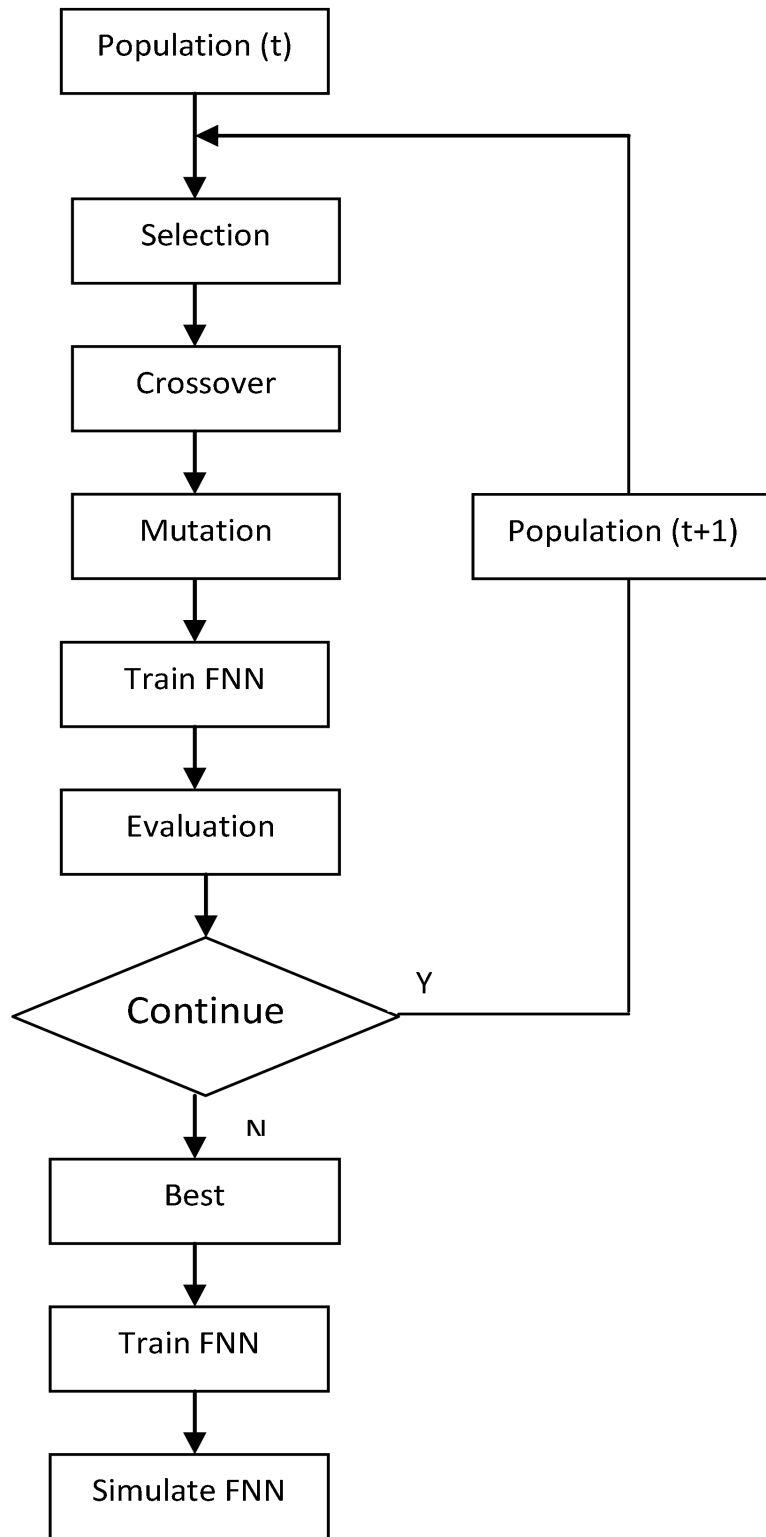 Population (t)
Selection
Crossover
Mutation
Population (t+1)
Train FNN
Evaluation
Continue
Y
N
Best
Train FNN
Simulate FNN